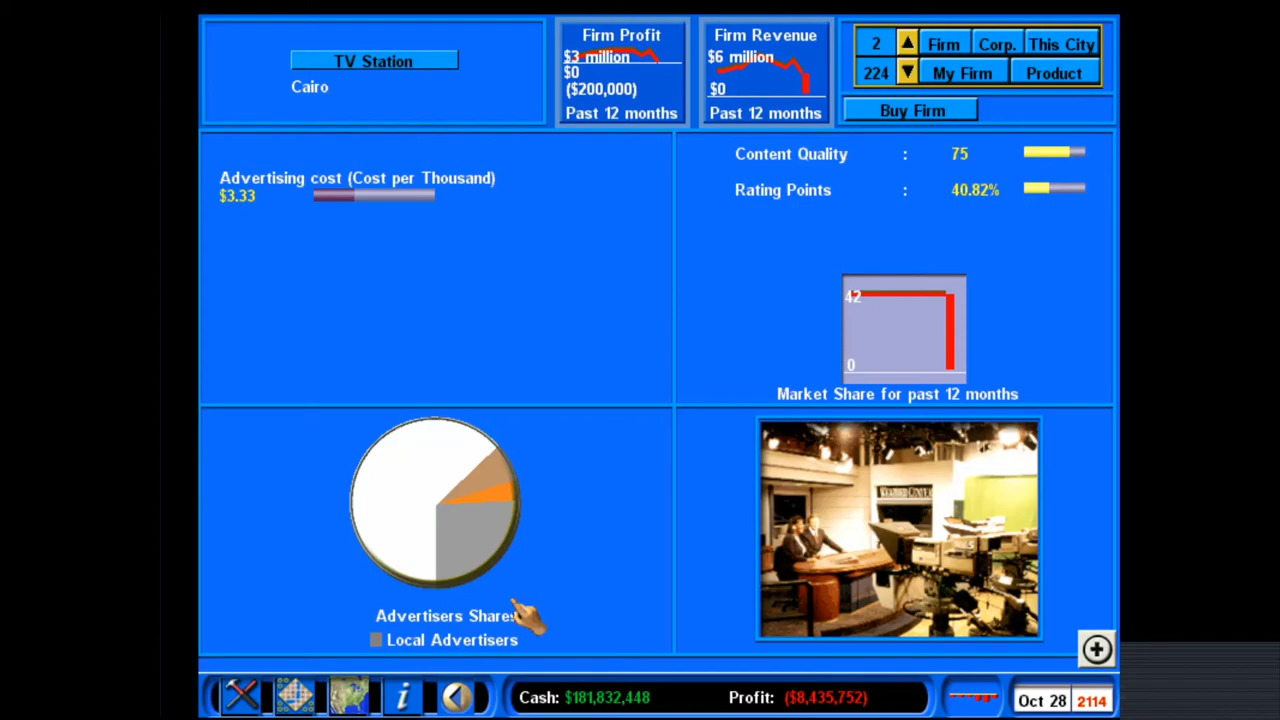 TV Station
Cairo
Firm Profit
$3 million
$0
($200,000)
Past 12 months
Firm Revenue
$6 million
$0
Past 12 months
2
Firm
Corp.
This City
224
My Firm
Product
Buy Firm
Advertising cost (Cost per Thousand)
$3.33
Content Quality : 75
Rating Points : 40.82%
42
0
Market Share for past 12 months
Advertisers Shares
Local Advertisers
Cash: $181,832,448
Profit: ($8,435,752)
Oct 28 2114